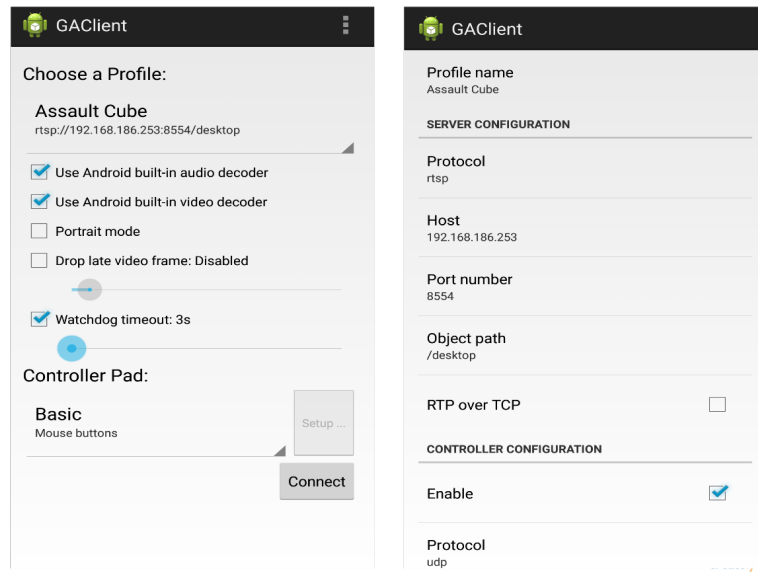 GAClient
Choose a Profile:
Assault Cube
rtsp://192.168.186.253:8554/desktop
Use Android built-in audio decoder
Use Android built-in video decoder
Portrait mode
Drop late video frame: Disabled
Watchdog timeout: 3s
Controller Pad:
Basic
Mouse buttons
Setup ...
Connect
GAClient
Profile name
Assault Cube
SERVER CONFIGURATION
Protocol
rtsp
Host
192.168.186.253
Port number
8554
Object path
/desktop
RTP over TCP
CONTROLLER CONFIGURATION
Enable
Protocol
udp